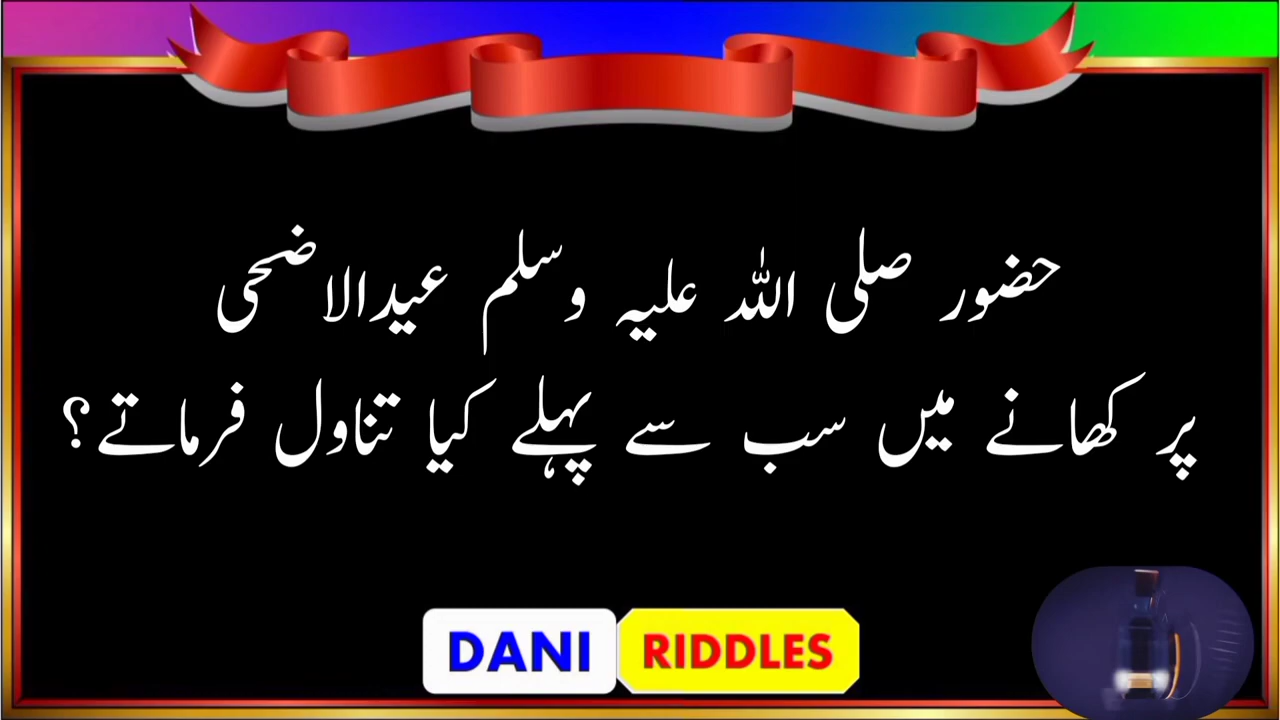 حضور صلی اللہ علیہ وسلم عیدالاضحی
پر کھانے میں سب سے پہلے کیا تناول فرماتے؟
DANI RIDDLES